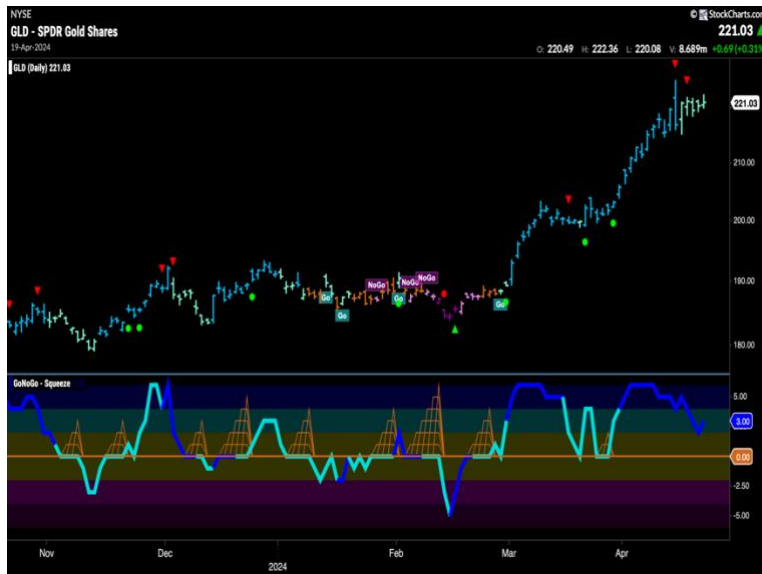 NYSE
© StockCharts.com
GLD - SPDR Gold Shares
221.03
19-Apr-2024
O: 220.49 H: 222.36 L: 220.08 V: 8.689m +0.69 (+0.31%
GLD (Daily) 221.03
221.03
210.00
200.00
190.00
180.00
NoGo
NoGo
NoGo
Go
Go
Go
Go
GoNoGo - Squeeze
5.00
3.00
0.00
-2.50
-5.00
Nov Dec 2024 Feb Mar Apr